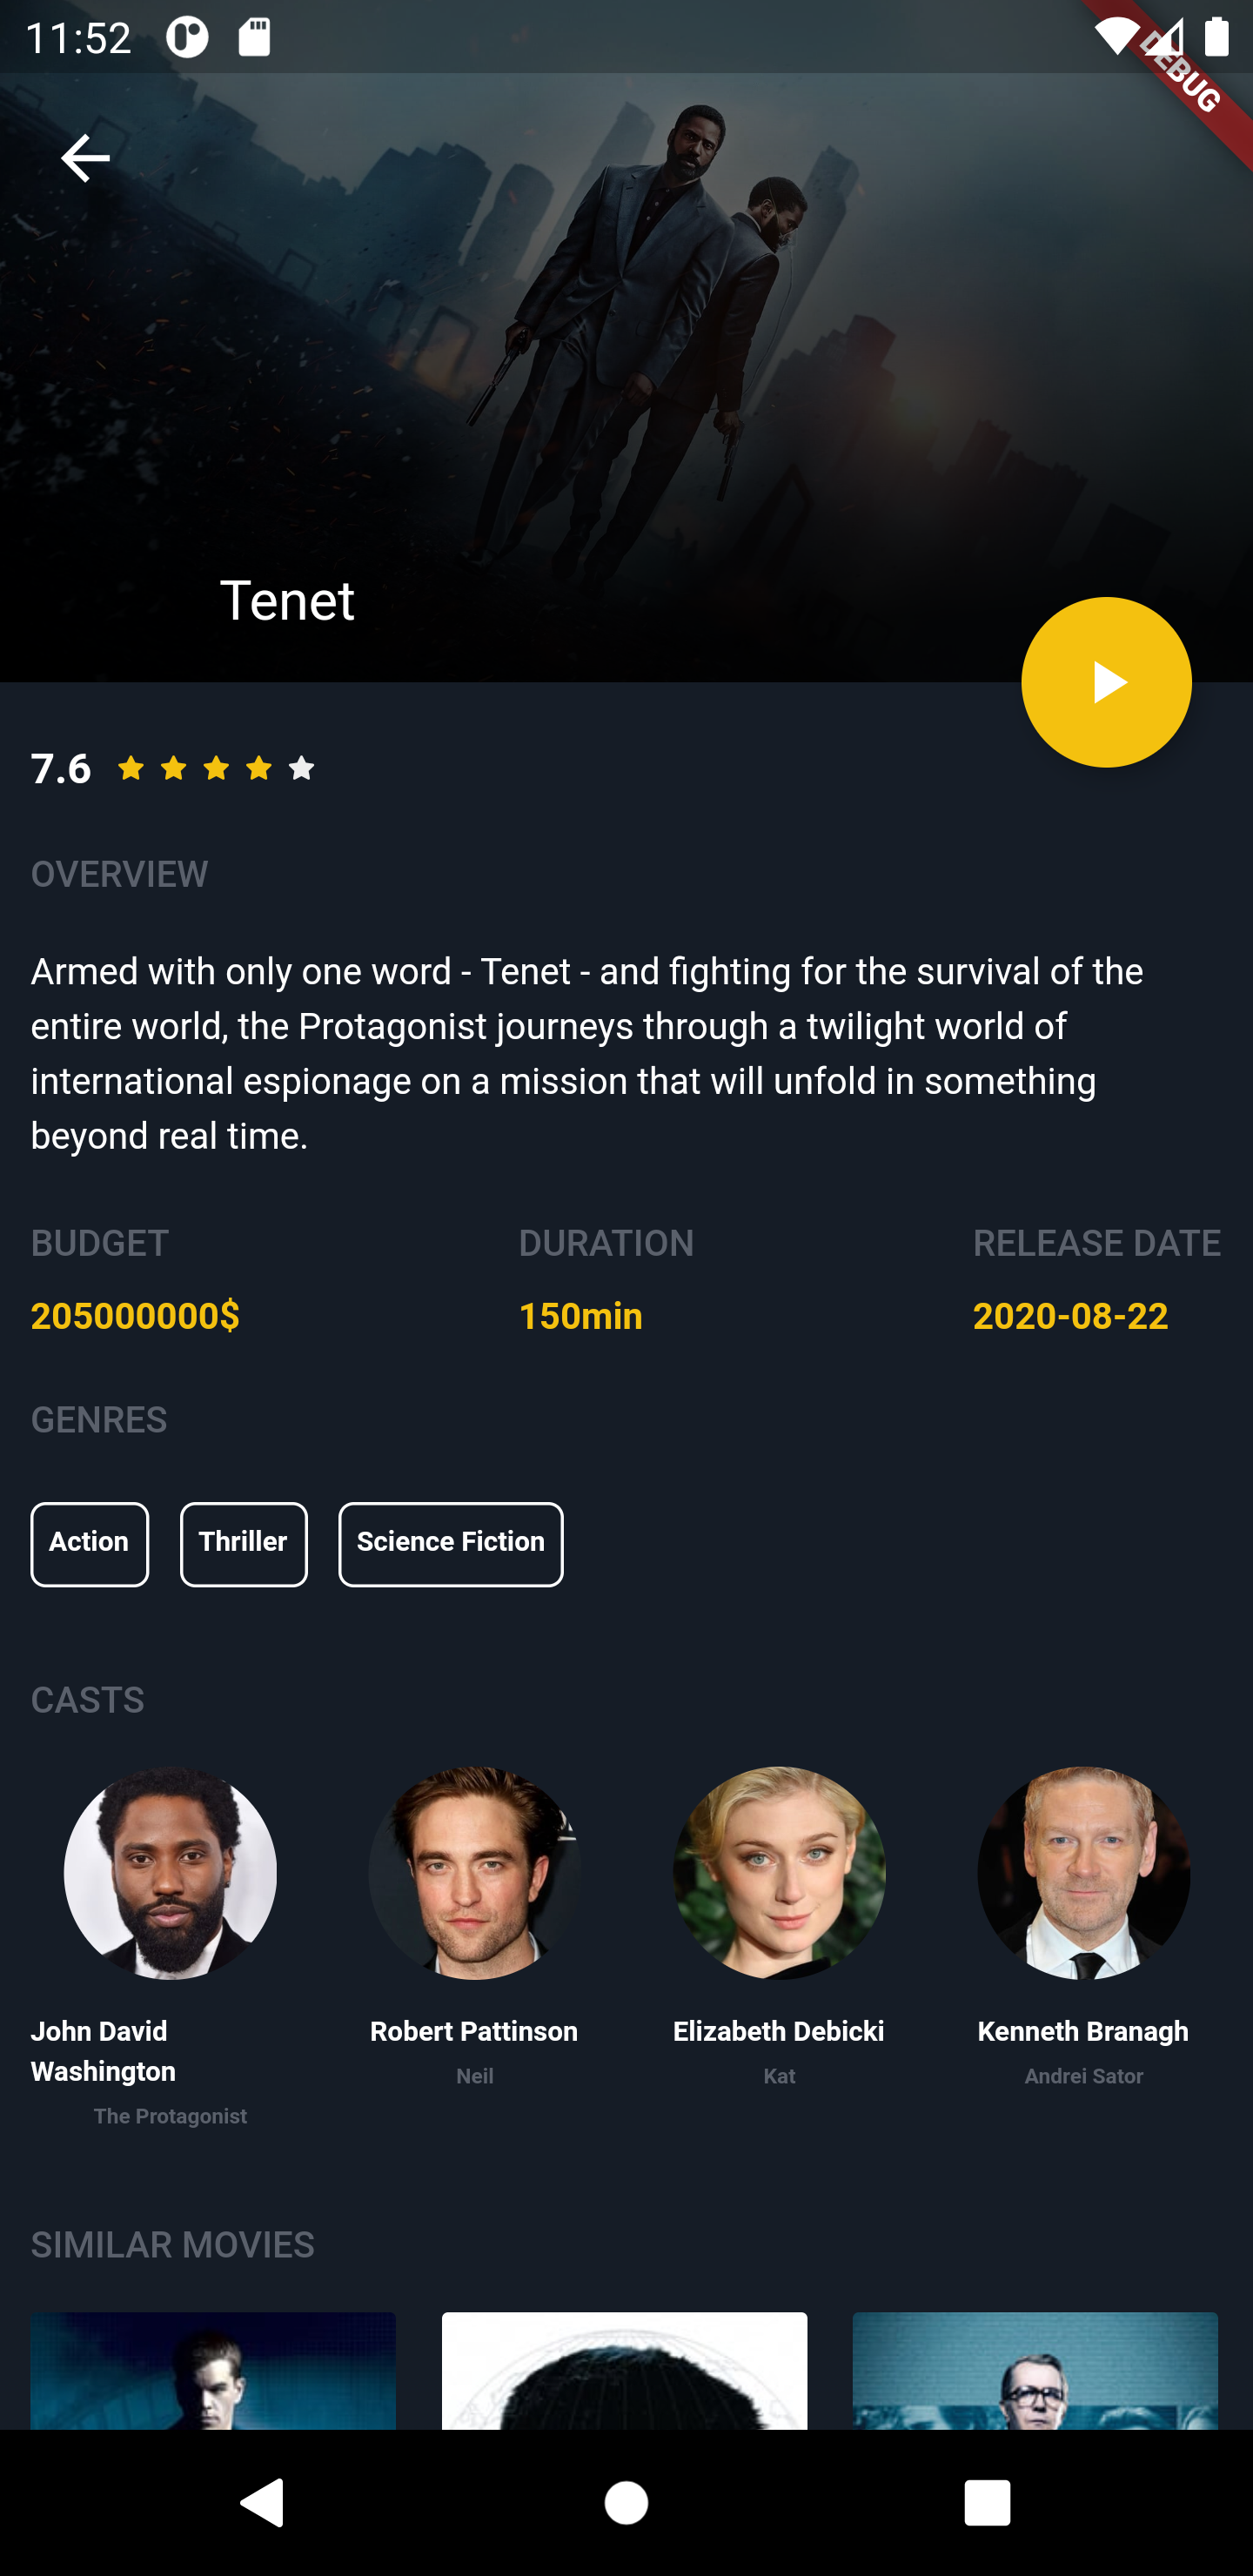 11:52
DEBUG
Tenet
7.6
OVERVIEW
Armed with only one word - Tenet - and fighting for the survival of the
entire world, the Protagonist journeys through a twilight world of
international espionage on a mission that will unfold in something
beyond real time.
BUDGET DURATION RELEASE DATE
205000000$ 150min 2020-08-22
GENRES
Action Thriller Science Fiction
CASTS
John David Robert Pattinson Elizabeth Debicki Kenneth Branagh
Washington Neil Kat Andrei Sator
The Protagonist
SIMILAR MOVIES